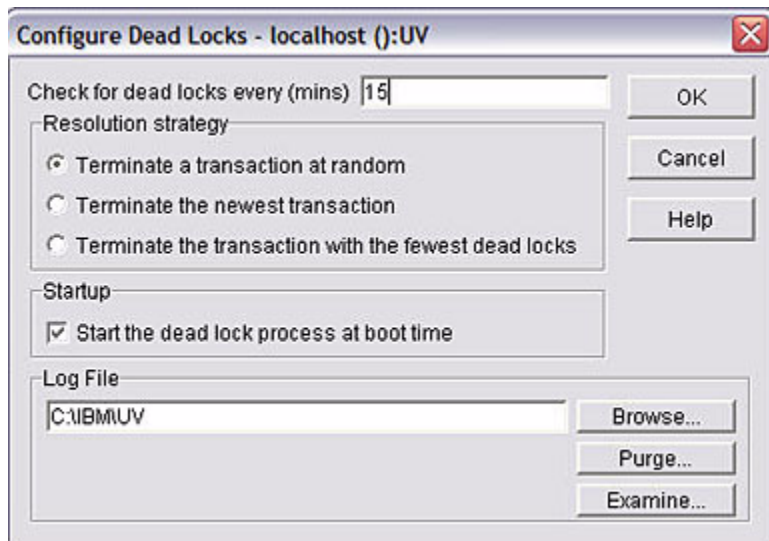 Configure Dead Locks - localhost ():UV
Check for dead locks every (mins) 15
OK
Resolution strategy
Terminate a transaction at random
Cancel
Terminate the newest transaction
Help
Terminate the transaction with the fewest dead locks
Startup
Start the dead lock process at boot time
Log File
C:\IBM\UV
Browse...
Purge...
Examine...